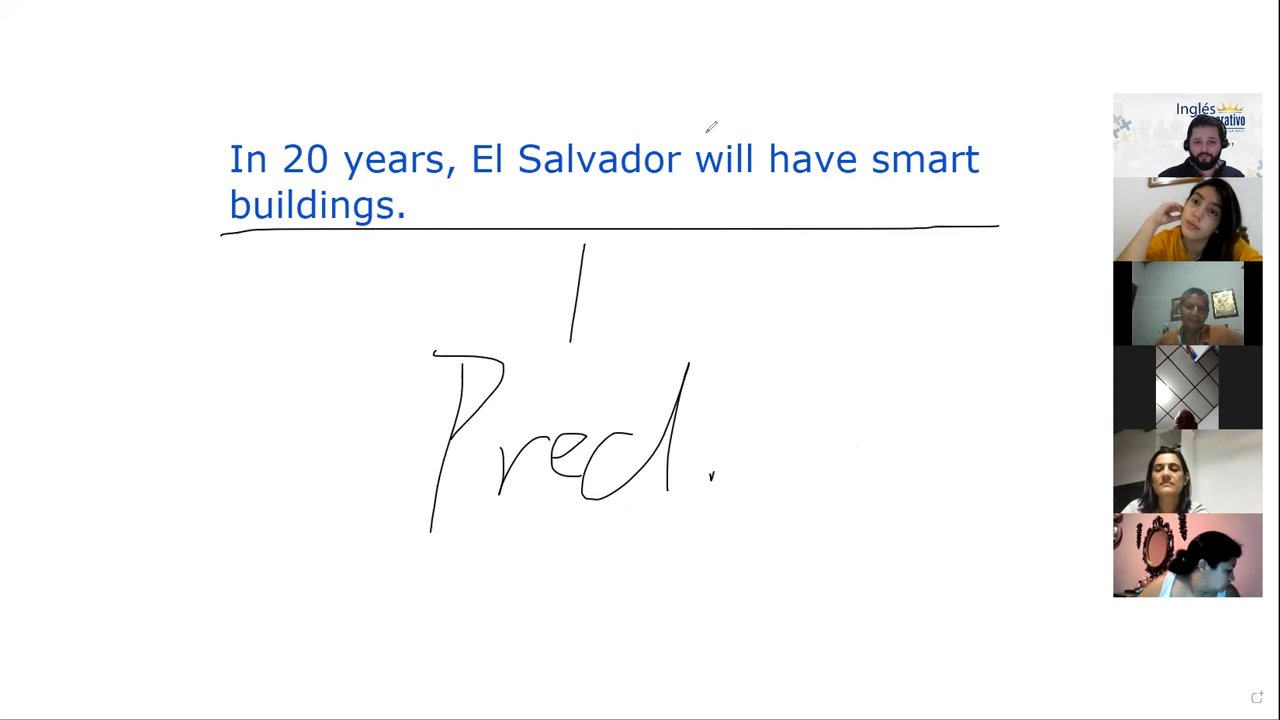 In 20 years, El Salvador will have smart
buildings.
Pred.
Inglés